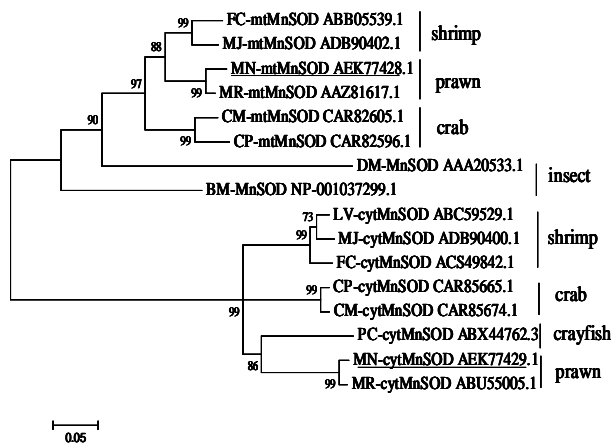 99 FC-mtMnSOD ABB05539.1
shrimp
88 MJ-mtMnSOD ADB90402.1
97 MN-mtMnSOD AEK77428.1
prawn
99 MR-mtMnSOD AAZ81617.1
90 CM-mtMnSOD CAR82605.1
crab
99 CP-mtMnSOD CAR82596.1
DM-MnSOD AAA20533.1
insect
BM-MnSOD NP-001037299.1
73 LV-cytMnSOD ABC59529.1
99 MJ-cytMnSOD ADB90400.1
shrimp
FC-cytMnSOD ACS49842.1
99 CP-cytMnSOD CAR85665.1
crab
99 CM-cytMnSOD CAR85674.1
PC-cytMnSOD ABX44762.3 crayfish
86 MN-cytMnSOD AEK77429.1
prawn
99 MR-cytMnSOD ABU55005.1
0.05